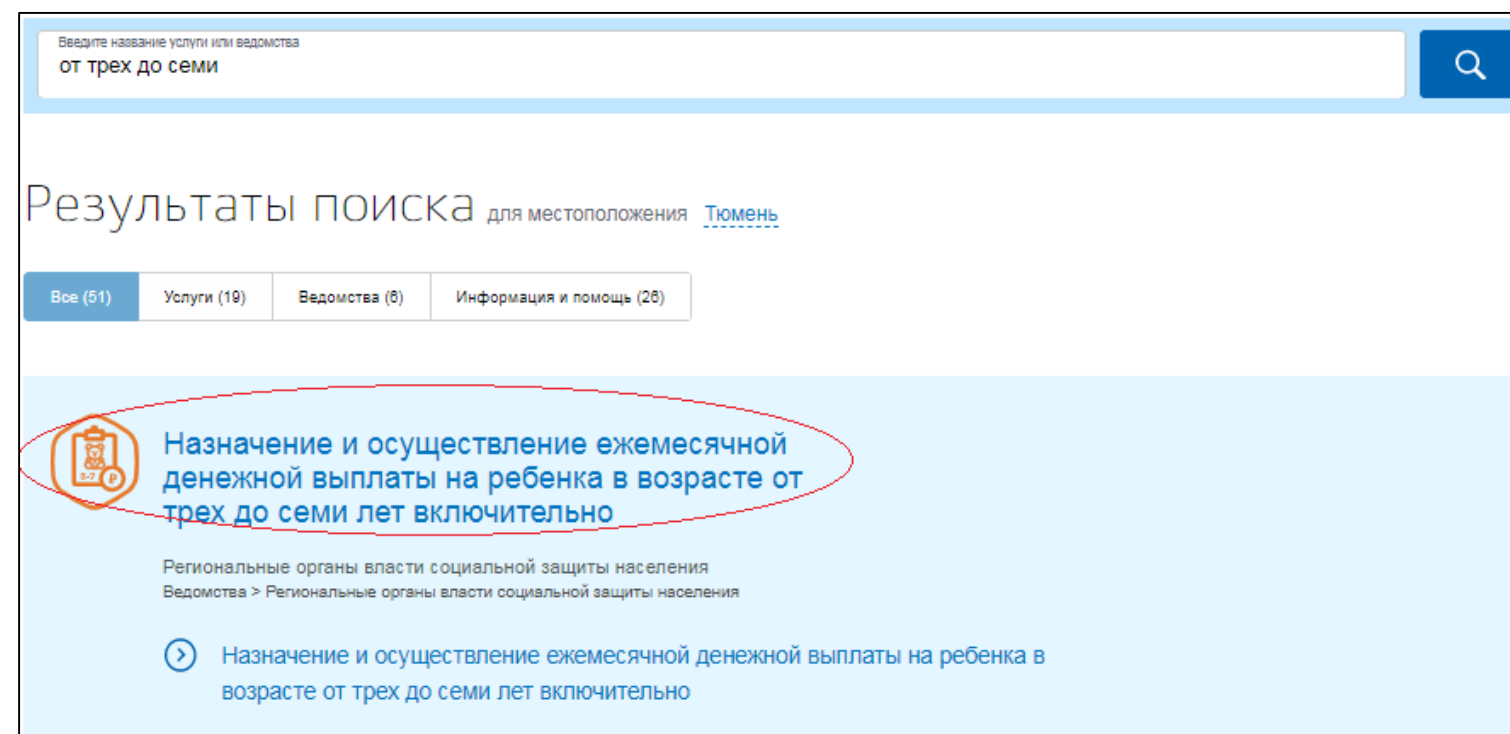 Введите название услуги или ведомства
от трех до семи
Результаты поиска для местоположения Тюмень
Все (51) Услуги (19) Ведомства (6) Информация и помощь (26)
3-7 ₽
Назначение и осуществление ежемесячной
денежной выплаты на ребенка в возрасте от
трех до семи лет включительно
Региональные органы власти социальной защиты населения
Ведомства > Региональные органы власти социальной защиты населения
Назначение и осуществление ежемесячной денежной выплаты на ребенка в
возрасте от трех до семи лет включительно